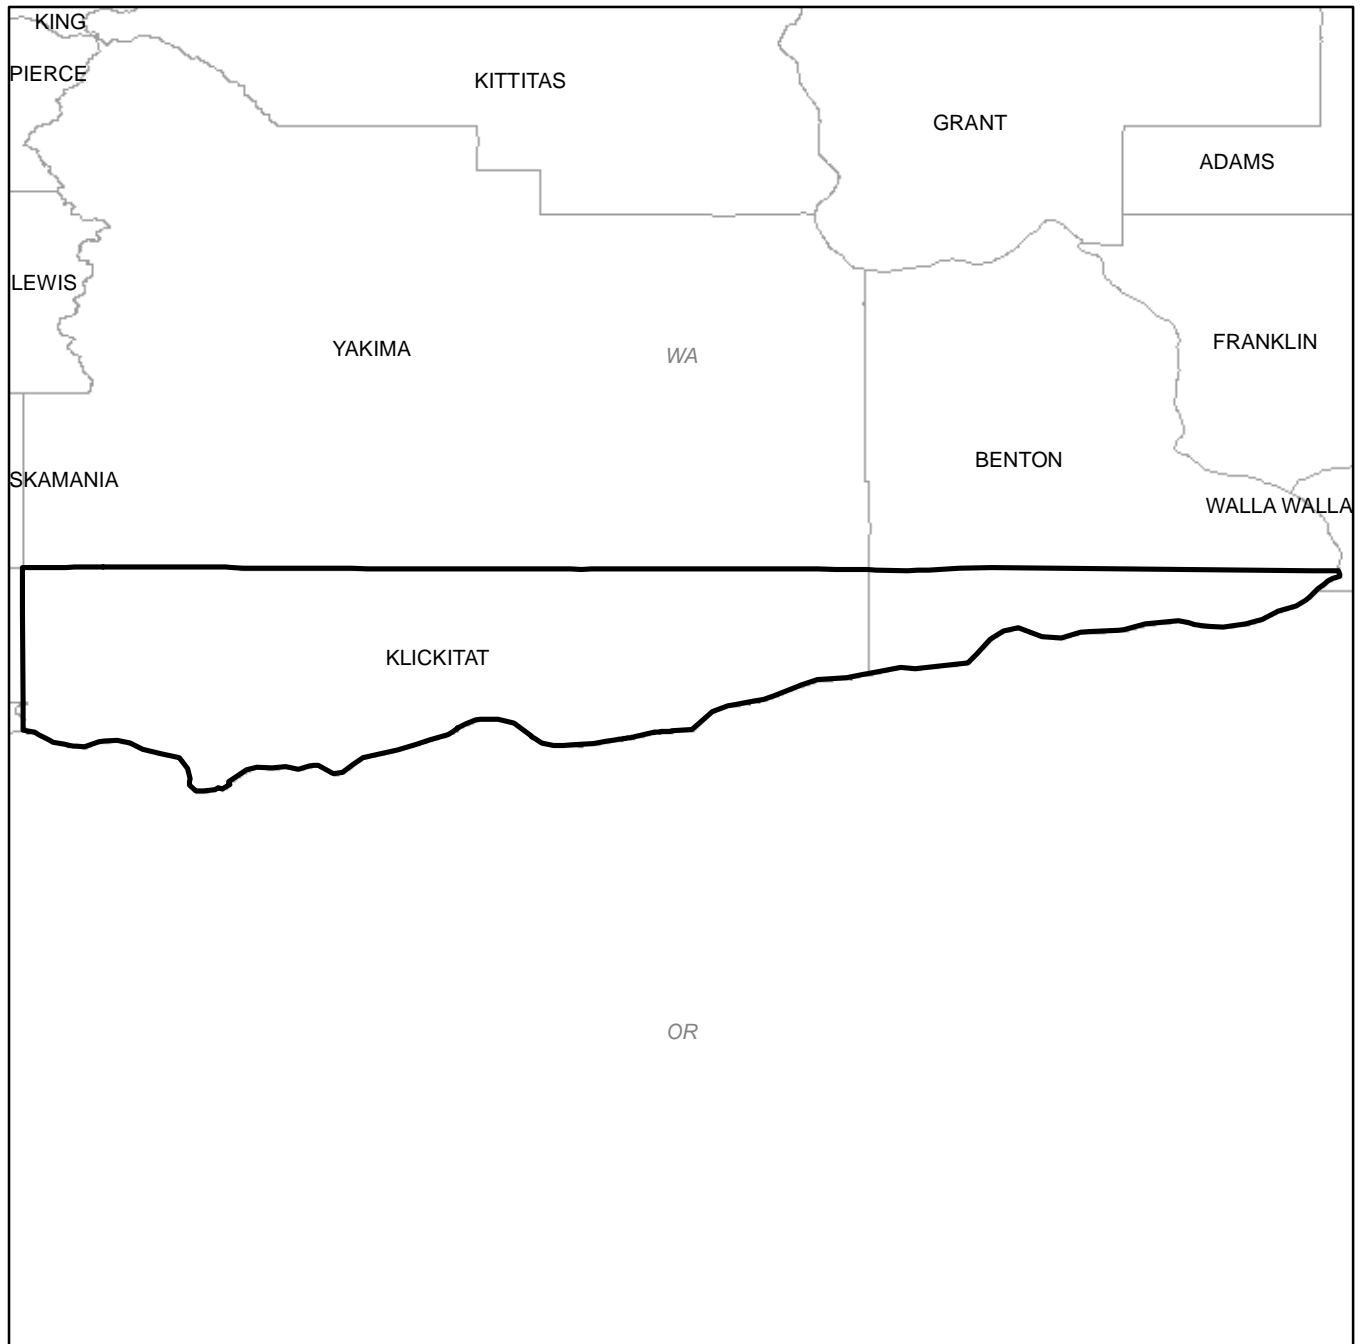 KING
PIERCE
KITTITAS
GRANT
ADAMS
LEWIS
FRANKLIN
YAKIMA
WA
BENTON
SKAMANIA
WALLA WALLA
KLICKITAT
OR